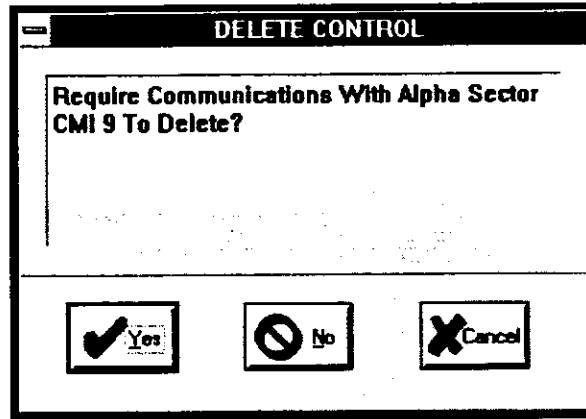 DELETE CONTROL
Require Communications With Alpha Sector
CMI 9 To Delete?
Yes
No
Cancel